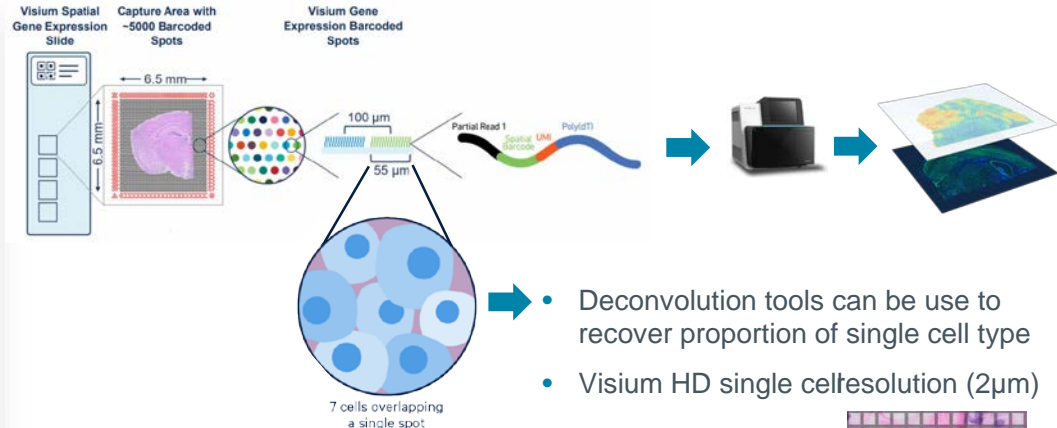 Visium Spatial
Gene Expression
Slide
Capture Area with
~5000 Barcoded
Spots
Visium Gene
Expression Barcoded
Spots
6.5 mm
6.5 mm
100 µm
55 µm
Partial Read 1
Spatial
Barcode
UMI
Poly(dT)
7 cells overlapping
a single spot
• Deconvolution tools can be use to
recover proportion of single cell type
• Visium HD single cell resolution (2µm)